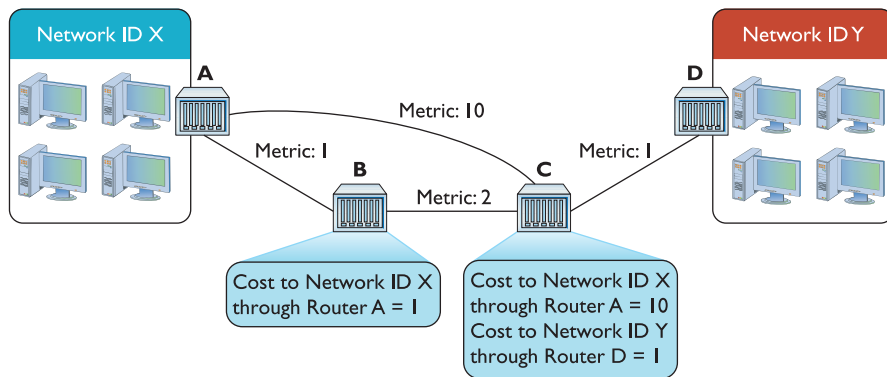 Network ID X
Network ID Y
A
D
Metric: 10
Metric: 1
Metric: 1
B
C
Metric: 2
Cost to Network ID X
through Router A = 1
Cost to Network ID X
through Router A = 10
Cost to Network ID Y
through Router D = 1